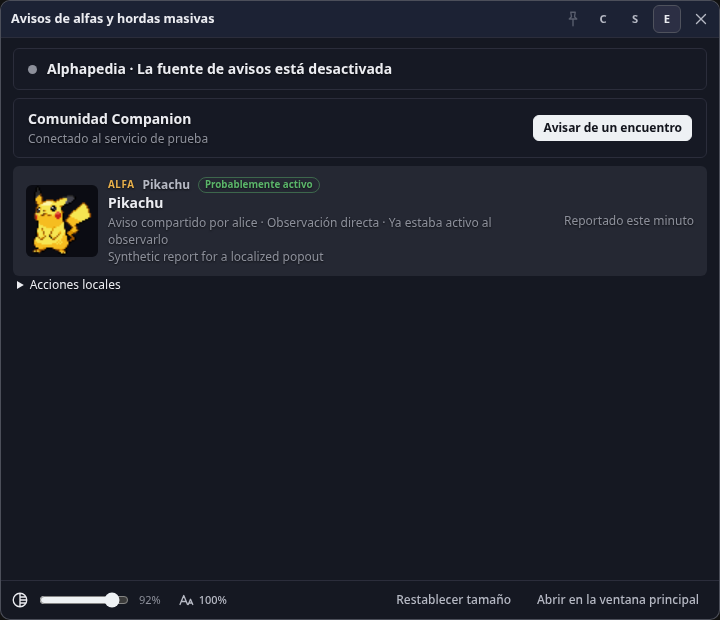 Avisos de alfas y hordas masivas
C S E
Alphapedia · La fuente de avisos está desactivada
Comunidad Companion
Conectado al servicio de prueba
Avisar de un encuentro
ALFA Pikachu Probablemente activo
Pikachu
Aviso compartido por alice · Observación directa · Ya estaba activo al
observarlo
Synthetic report for a localized popout
Reportado este minuto
Acciones locales
92% AA 100% Restablecer tamaño Abrir en la ventana principal